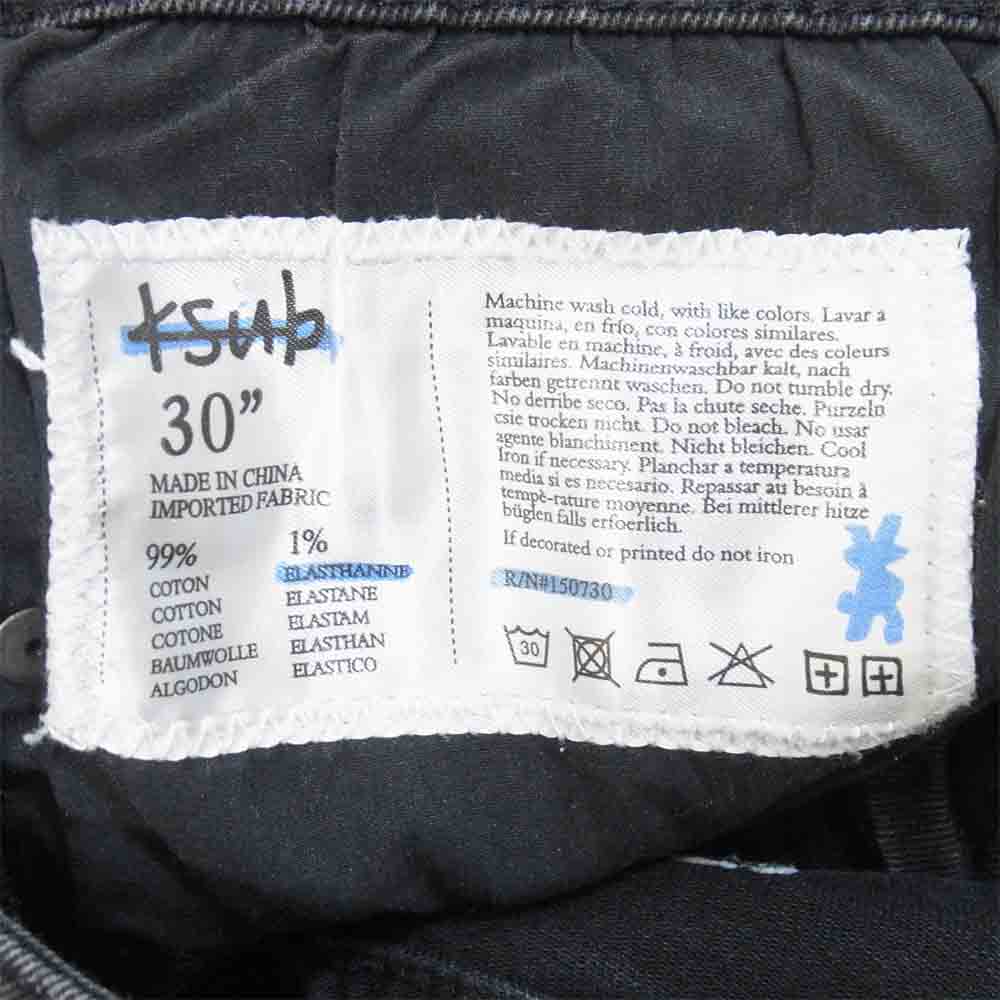 ksub
30”
MADE IN CHINA
IMPORTED FABRIC
99%
COTON
COTTON
COTONE
BAUMWOLLE
ALGODON
1%
ELASTHANNE
ELASTANE
ELASTAM
ELASTHAN
ELASTICO
Machine wash cold, with like colors. Lavar a
maquina, en frío, con colores similares.
Lavable en machine, à froid, avec des couleurs
similaires. Machinenwaschbar kalt, nach
farben getrennt waschen. Do not tumble dry.
No derribe seco. Pas la chute seche. Purzeln
csie trocken nicht. Do not bleach. No usar
agente blanchiment. Nicht bleichen. Cool
Iron if necessary. Planchar a temperatura
media si es necesario. Repassar au besoin à
tempè-rature moyenne. Bei mittlerer hitze
büglen falls erfoerlich.
If decorated or printed do not iron
R/N#150730
30